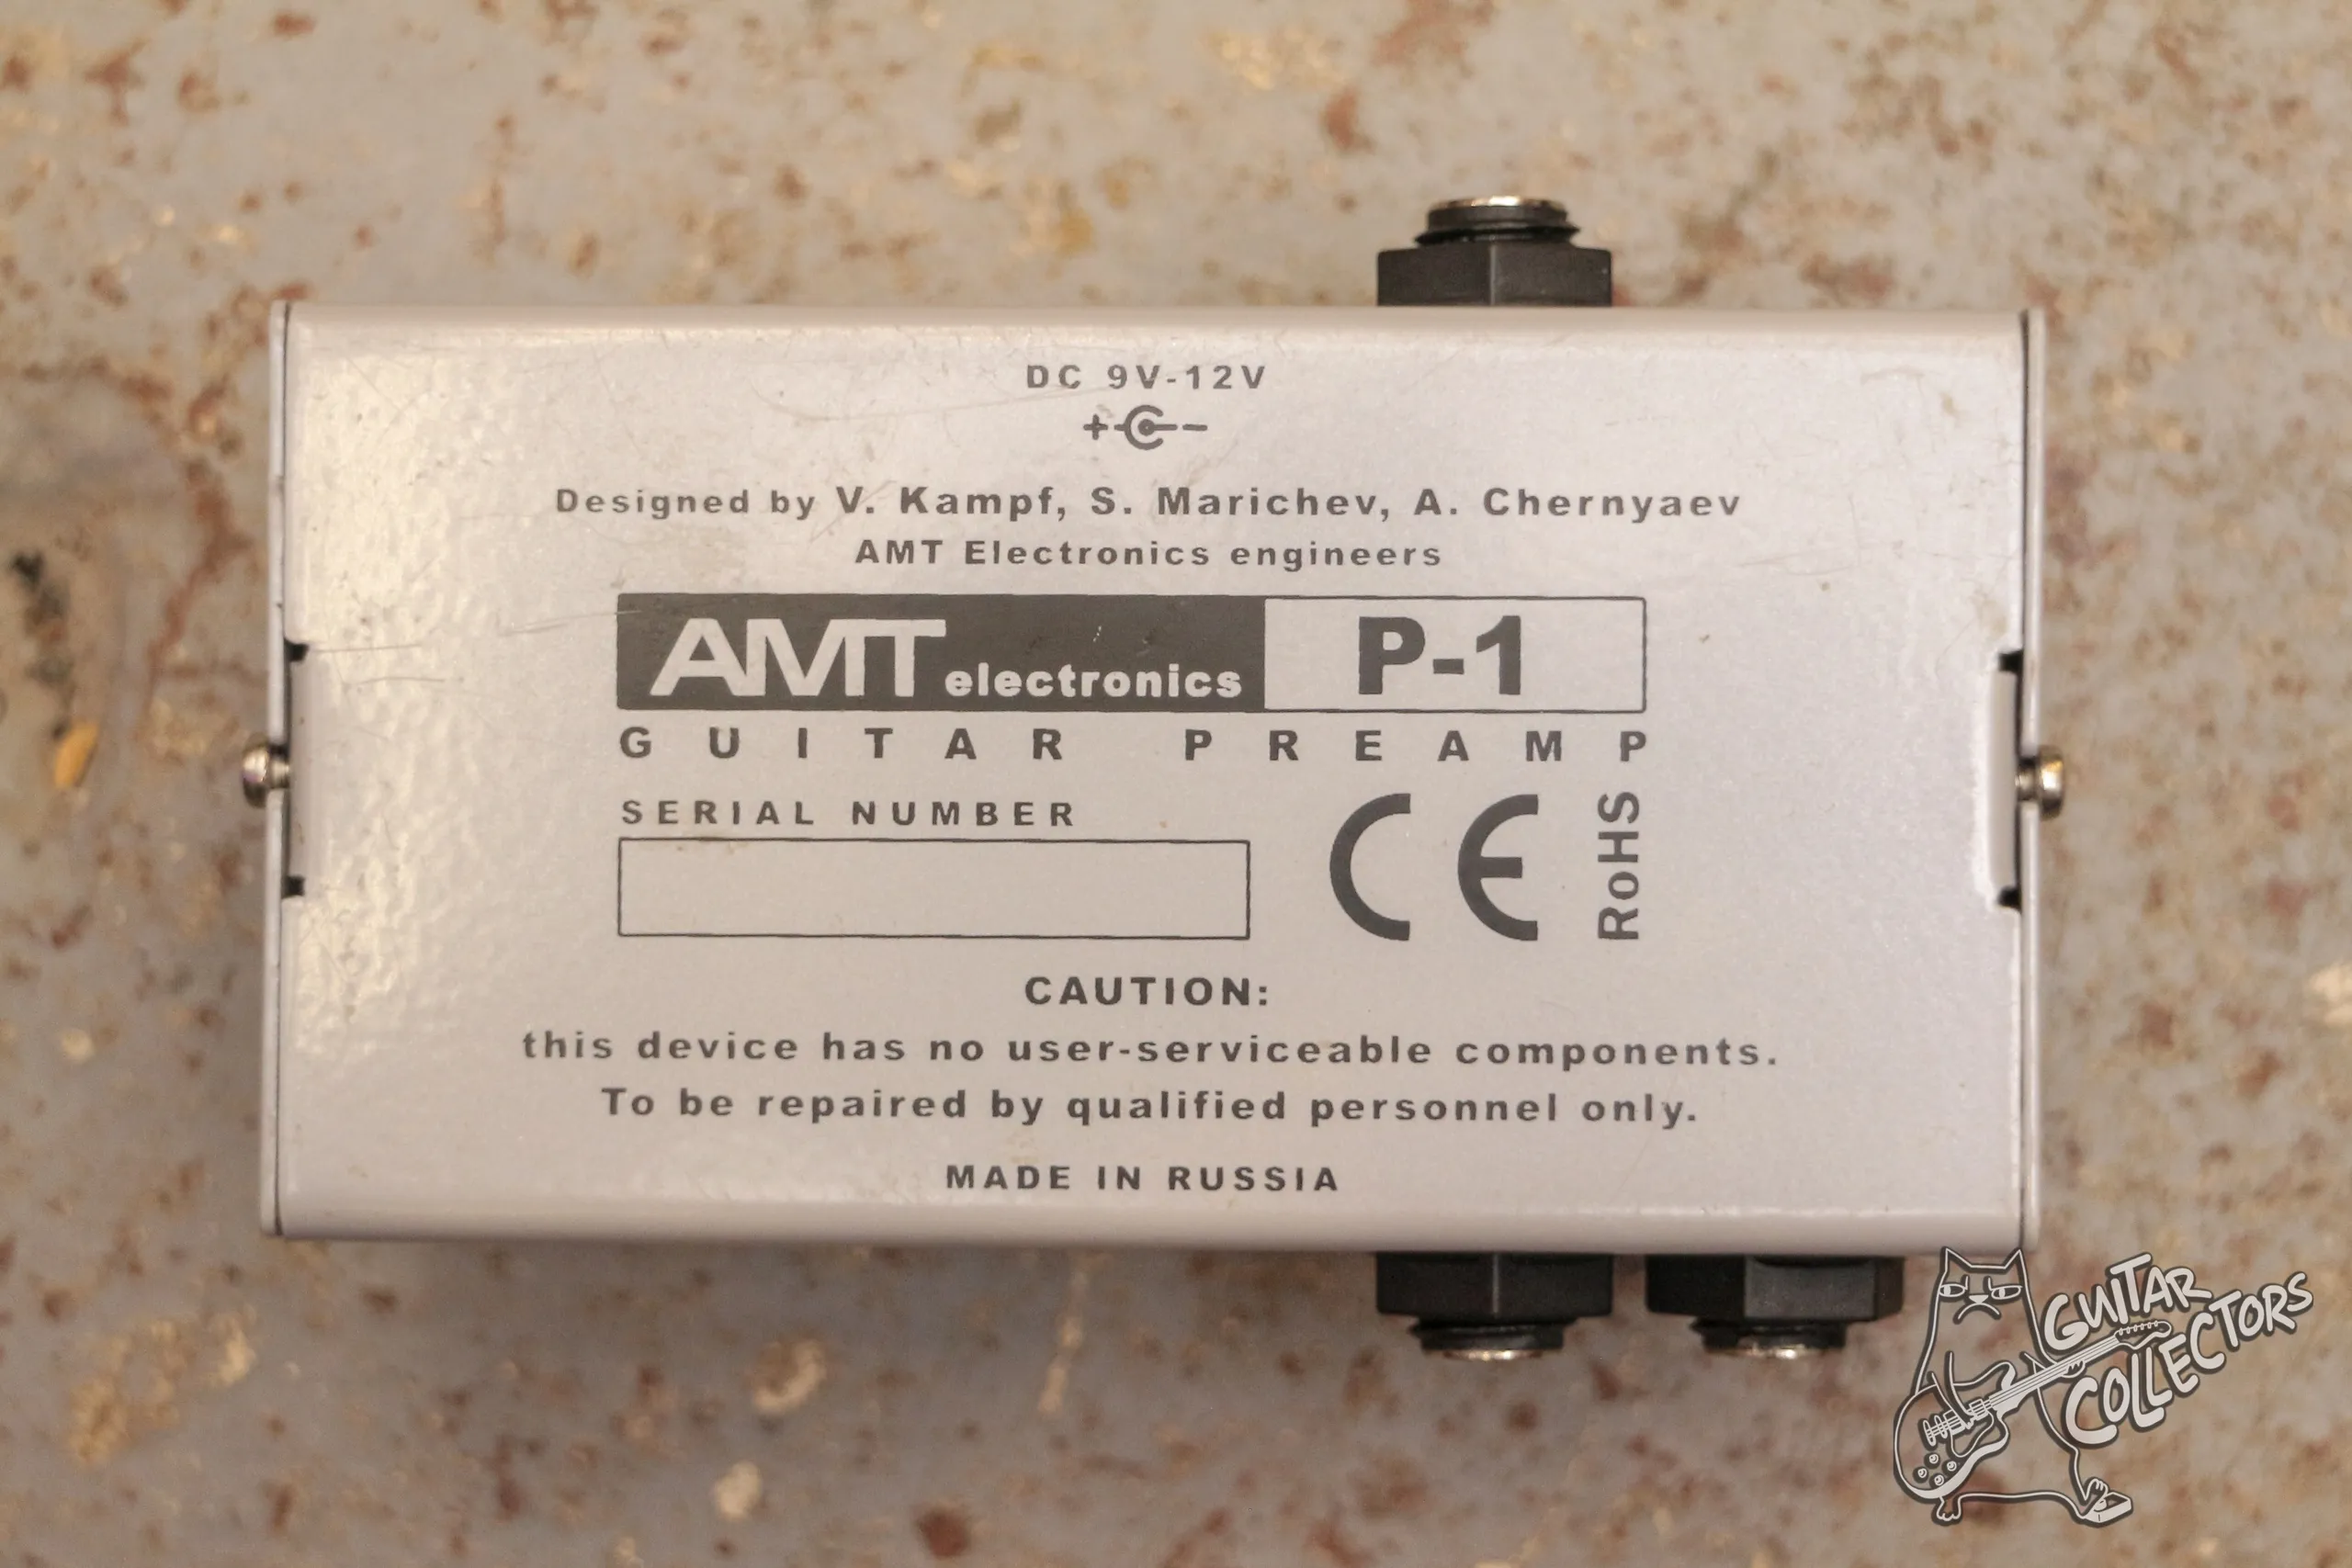 DC 9V-12V
+ -
Designed by V. Kampf, S. Marichev, A. Chernyaev
AMT Electronics engineers
AMT electronics P-1
GUITAR PREAMP
SERIAL NUMBER
CE RoHS
CAUTION:
this device has no user-serviceable components.
To be repaired by qualified personnel only.
MADE IN RUSSIA
GUITAR
COLLECTORS